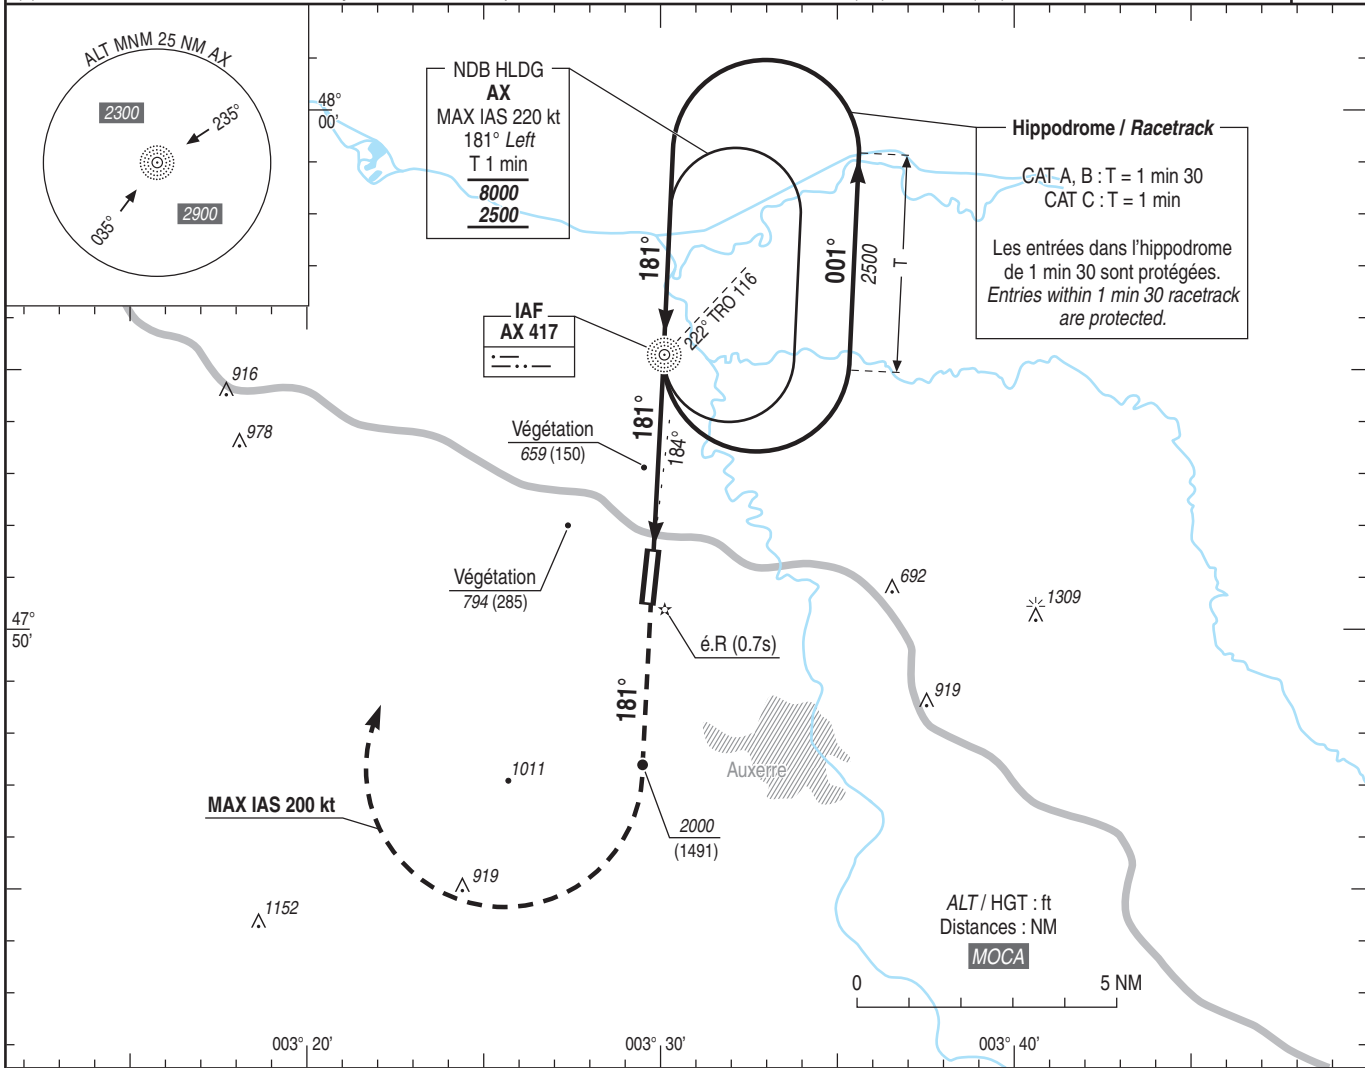 ALT MNM 25 NM AX
2300
235°
035°
2900
48°
00'
NDB HLDG
AX
MAX IAS 220 kt
181° Left
T 1 min
8000
2500
Hippodrome / Racetrack
CAT A, B : T = 1 min 30
CAT C : T = 1 min
Les entrées dans l'hippodrome
de 1 min 30 sont protégées.
Entries within 1 min 30 racetrack
are protected.
181°
001°
2500
T
222° TRO 116
IAF
AX 417
916
978
181°
184°
Végétation
659 (150)
Végétation
794 (285)
692
1309
47°
50'
é.R (0.7s)
181°
919
Auxerre
1011
MAX IAS 200 kt
2000
(1491)
919
1152
ALT / HGT : ft
Distances : NM
MOCA
0
5 NM
003° 20'
003° 30'
003° 40'